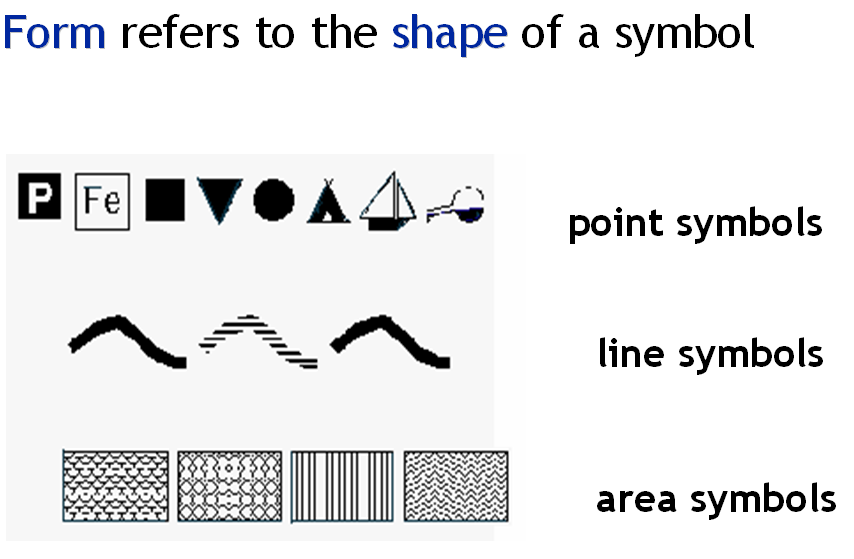 Form refers to the shape of a symbol
P Fe
point symbols
line symbols
area symbols